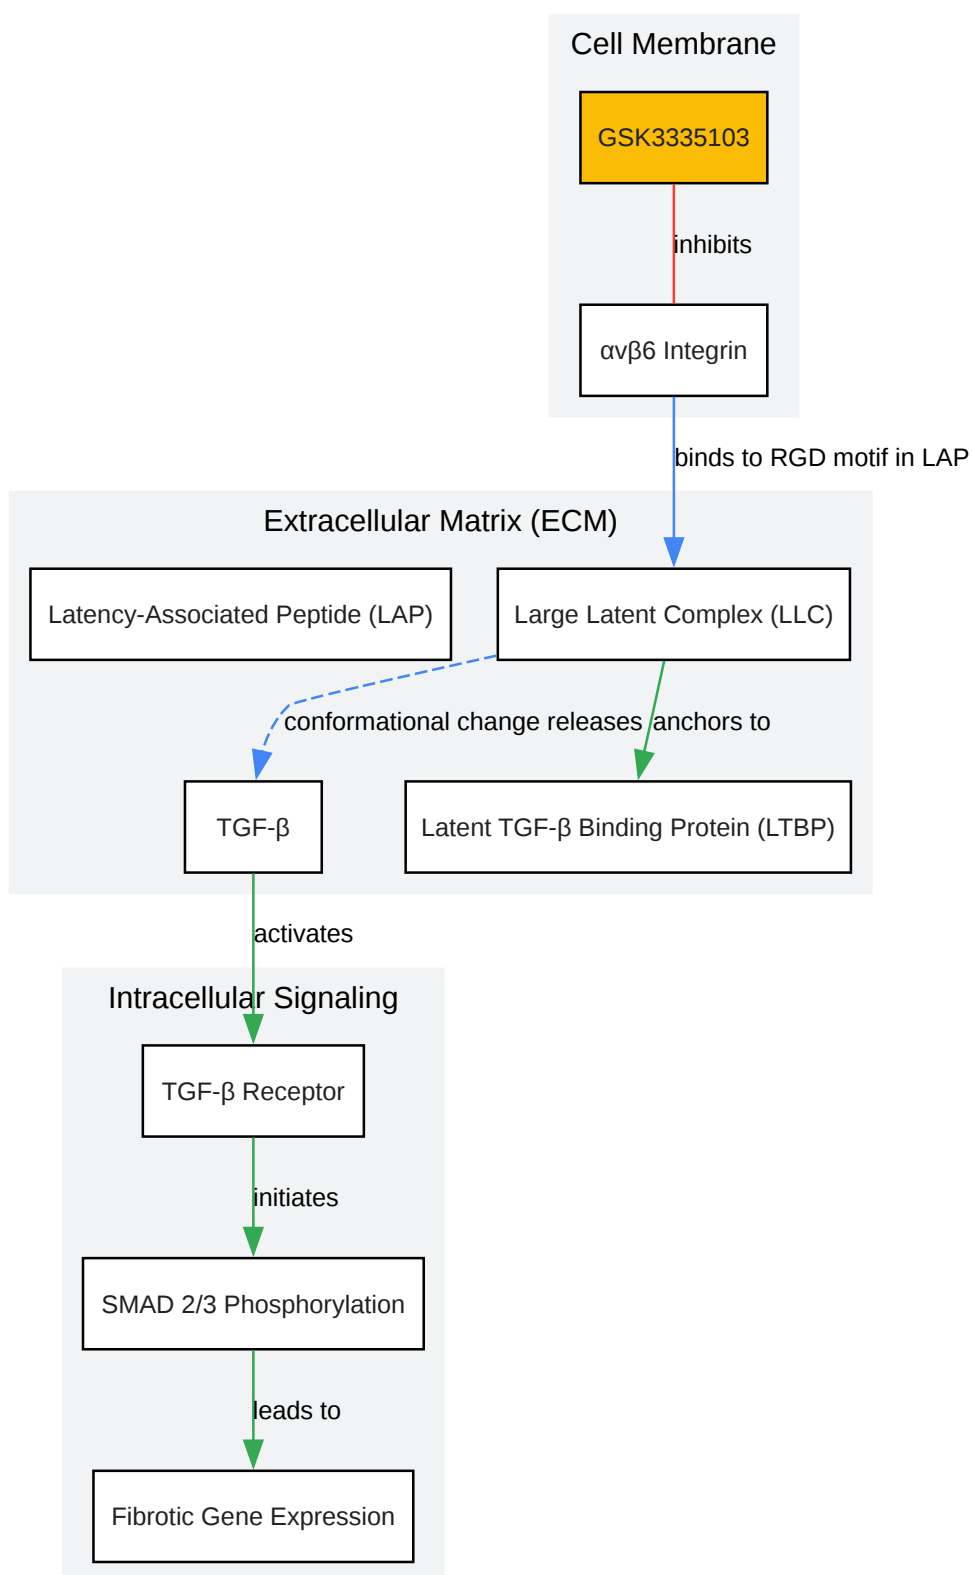 Cell Membrane
GSK3335103
inhibits
αvβ6 Integrin
binds to RGD motif in LAP
Extracellular Matrix (ECM)
Latency-Associated Peptide (LAP)
Large Latent Complex (LLC)
conformational change releases
anchors to
TGF-β
Latent TGF-β Binding Protein (LTBP)
activates
Intracellular Signaling
TGF-β Receptor
initiates
SMAD 2/3 Phosphorylation
leads to
Fibrotic Gene Expression